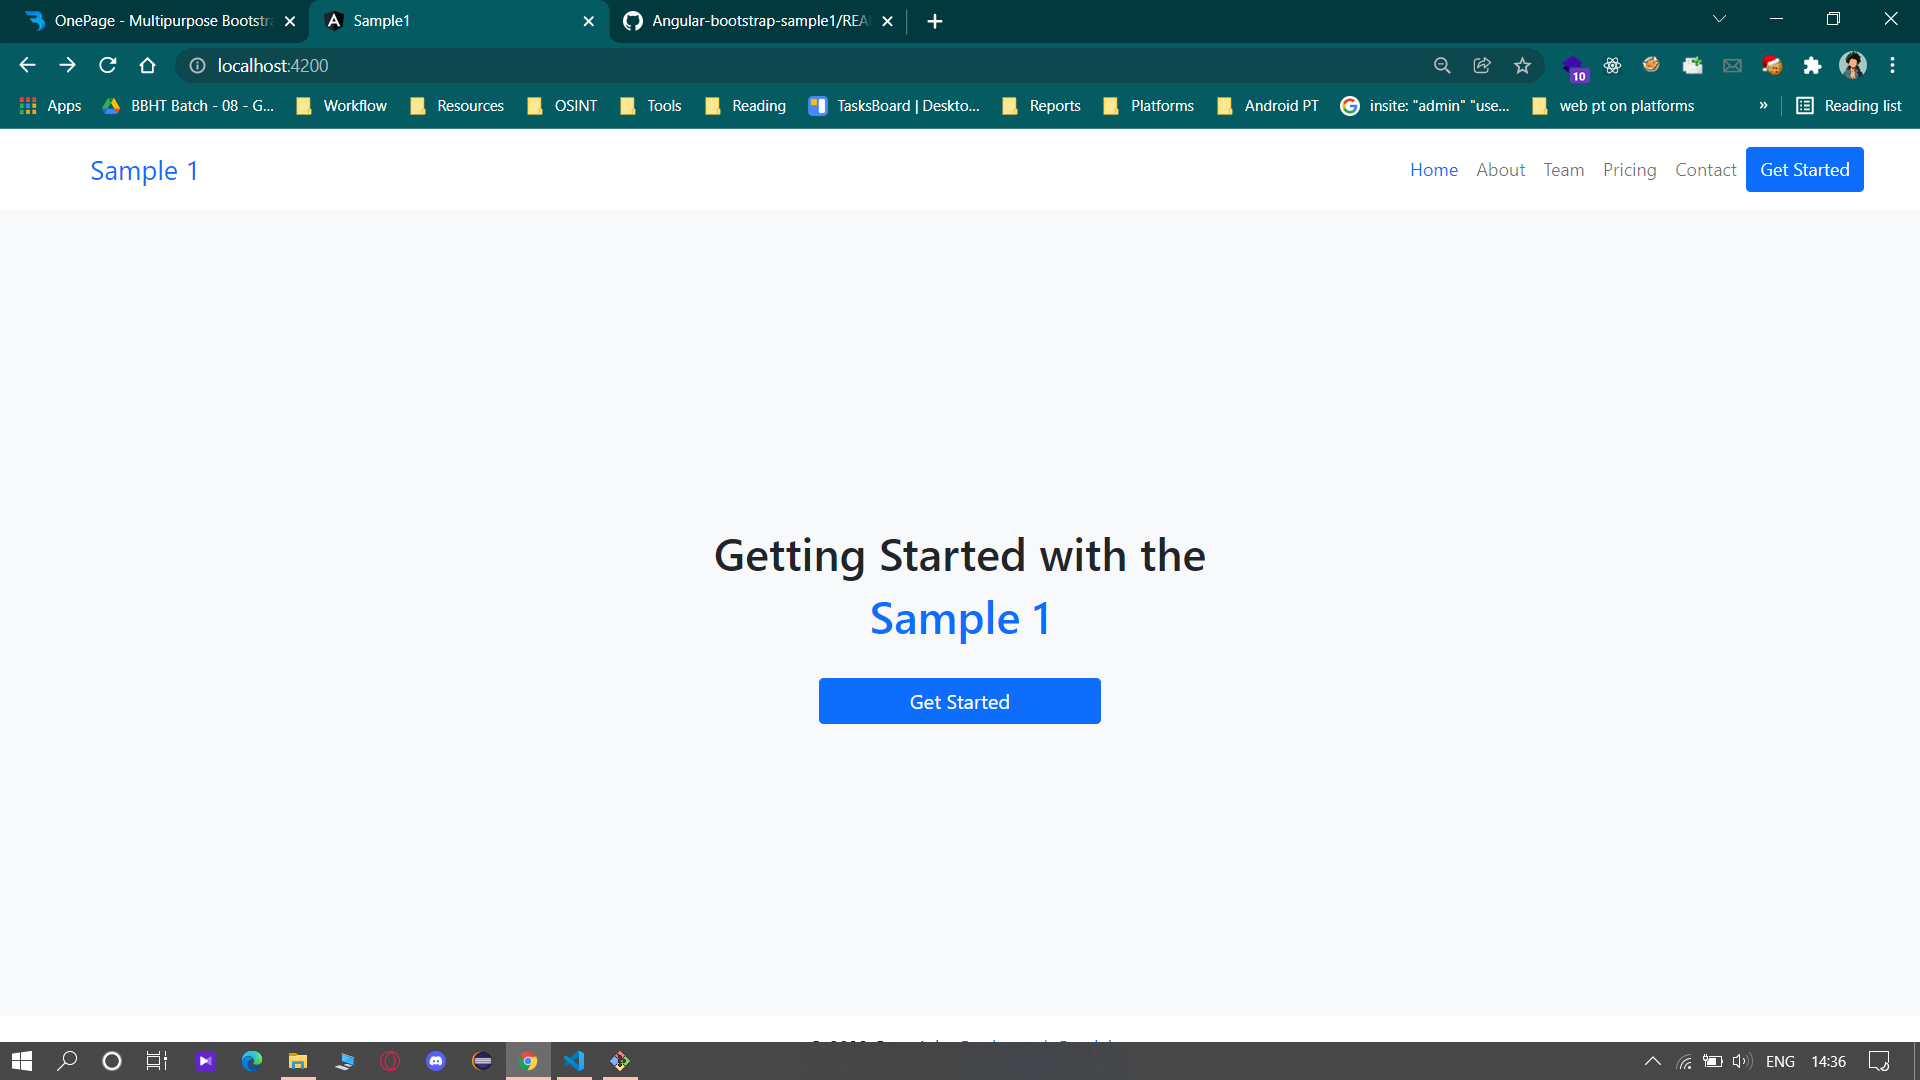 OnePage - Multipurpose Bootstra
Sample1
Angular-bootstrap-sample1/REA
localhost:4200
10
Apps
BBHT Batch - 08 - G...
Workflow
Resources
OSINT
Tools
Reading
TasksBoard | Deskto...
Reports
Platforms
Android PT
insite: "admin" "use...
web pt on platforms
»
Reading list
Sample 1
Home
About
Team
Pricing
Contact
Get Started
Getting Started with the
Sample 1
Get Started
ENG
14:36